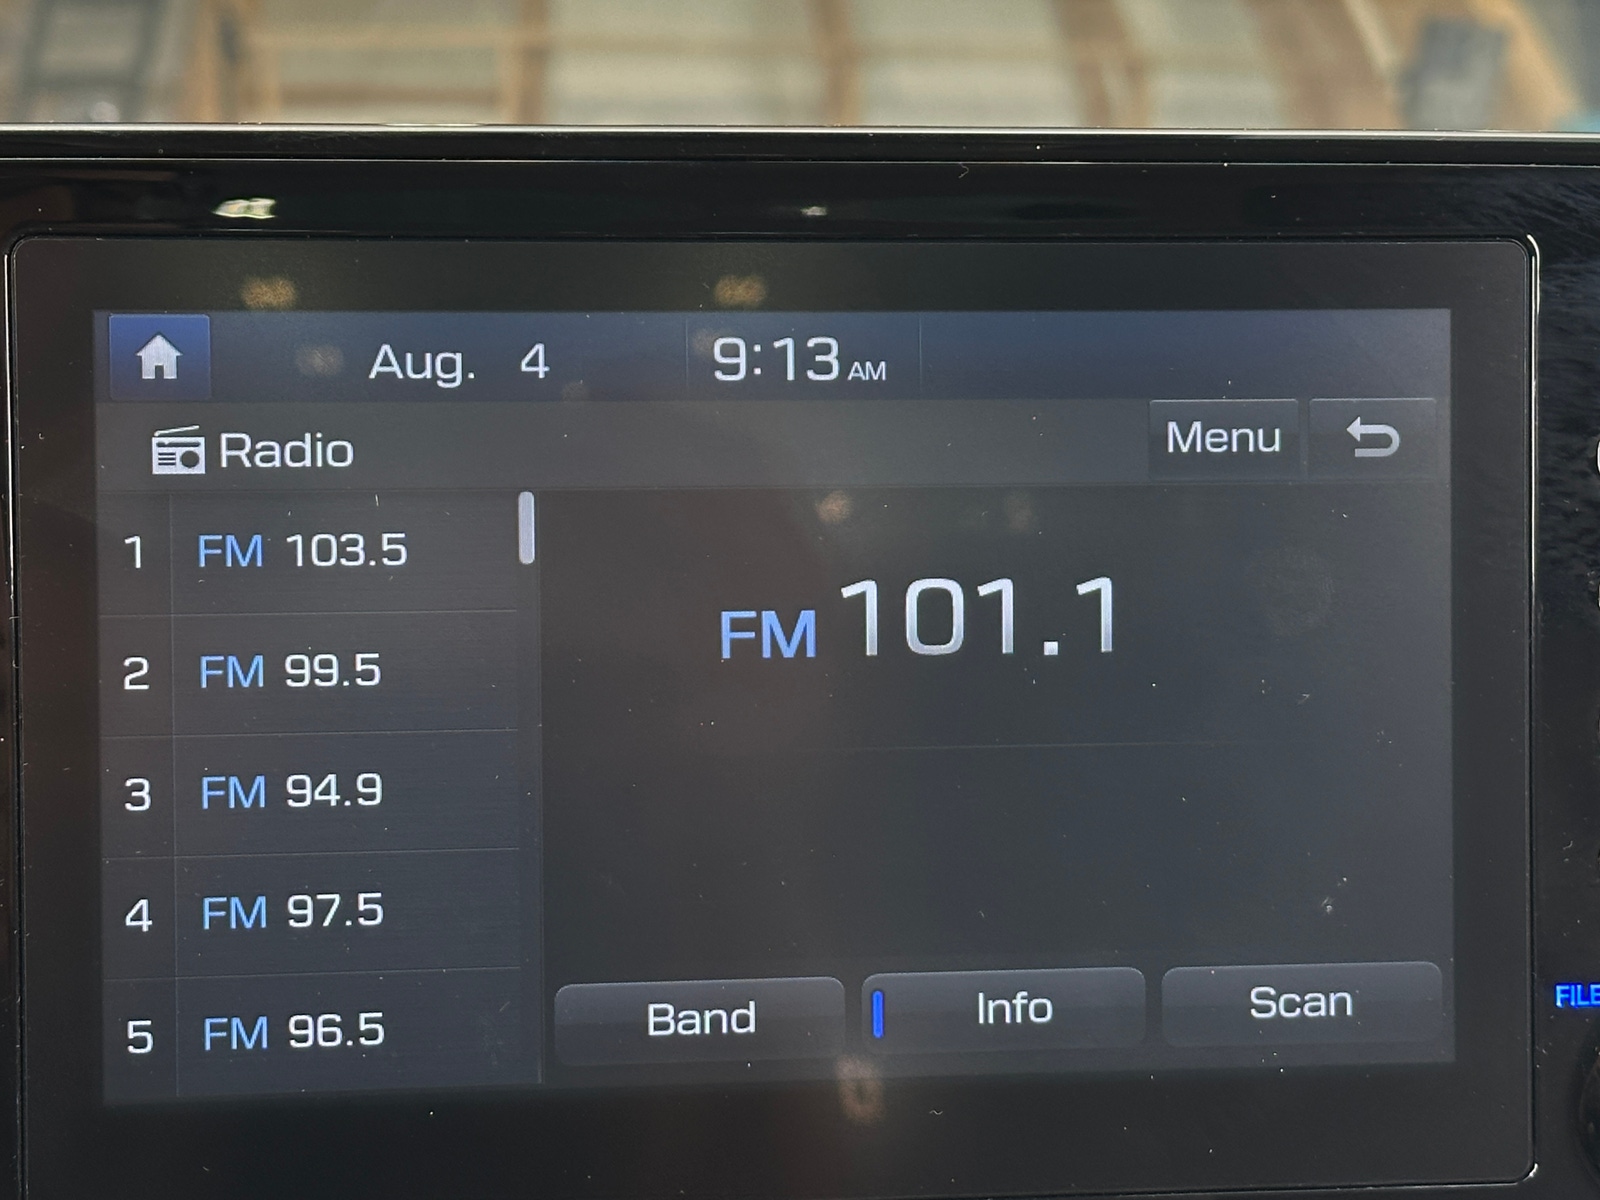 Aug. 4 9:13 AM
Radio Menu
1 FM 103.5
2 FM 99.5
3 FM 94.9
4 FM 97.5
5 FM 96.5
FM 101.1
Band Info Scan
FILE